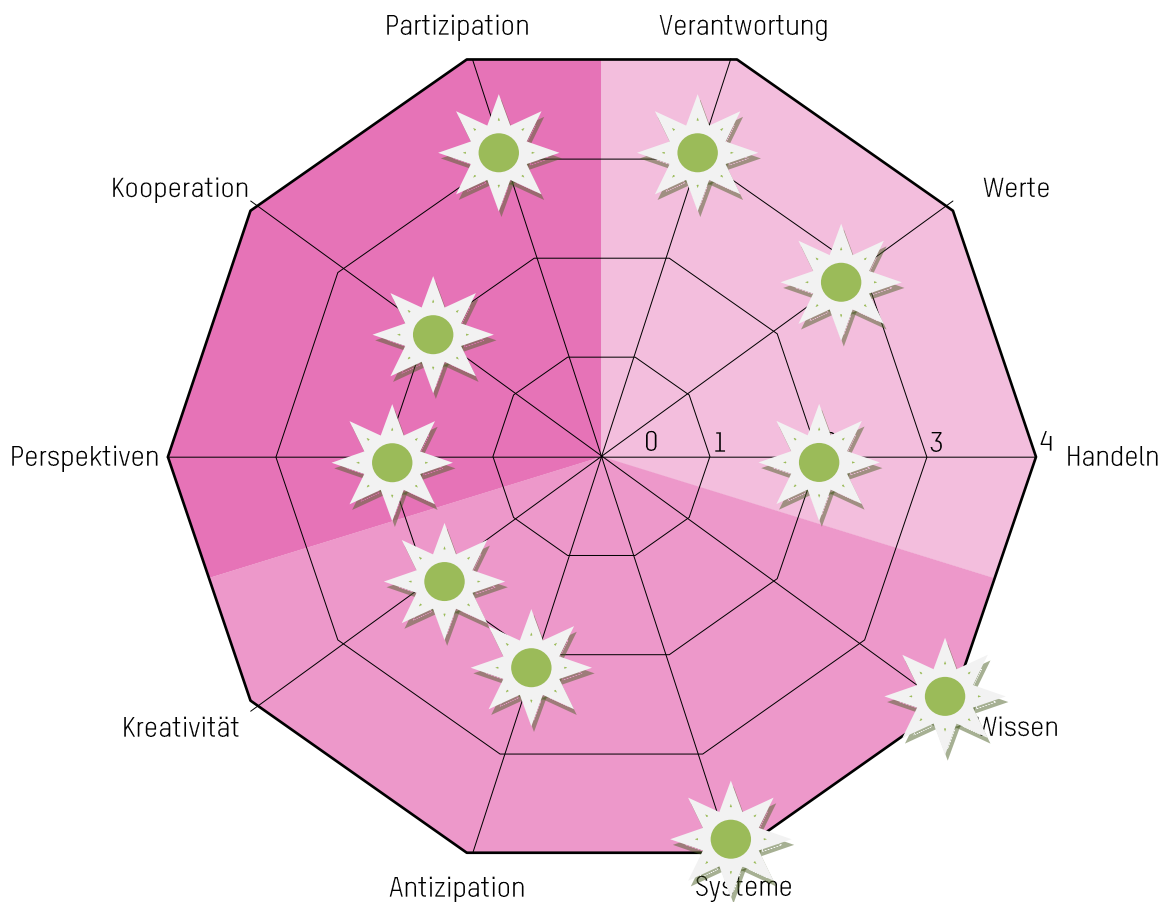 Partizipation
Verantwortung
Kooperation
Werte
Perspektiven
0
1
3
4
Handeln
Kreativität
Wissen
Antizipation
Systeme